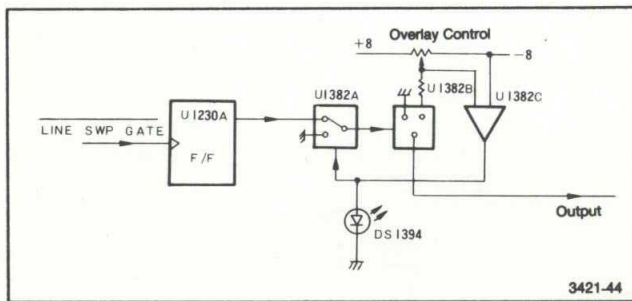 Overlay Control
+8
-8
U1382A
U1382B
U1382C
U1230A
LINE SWP GATE
F/F
Output
DS1394
3421-44